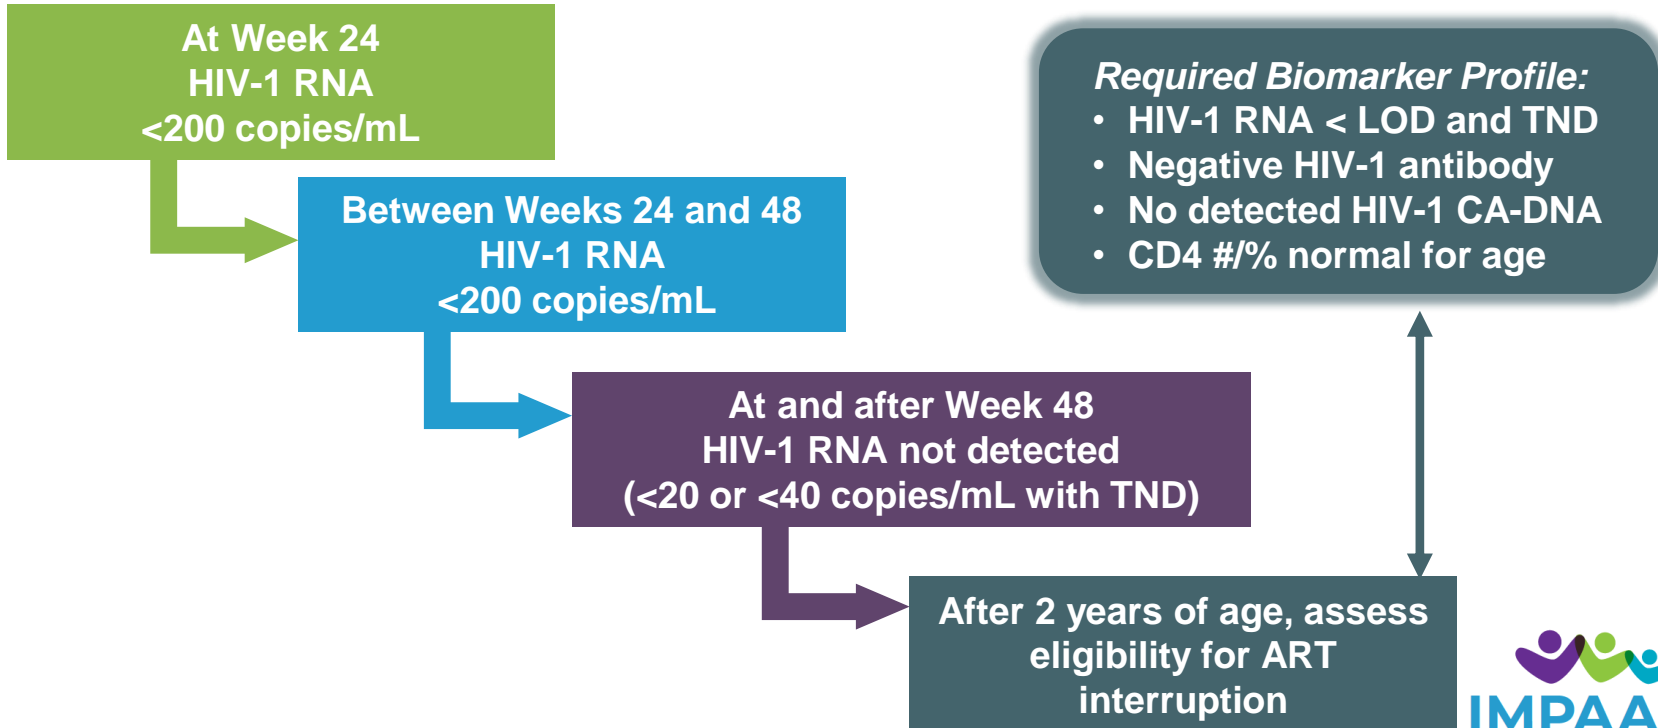 At Week 24
HIV-1 RNA
<200 copies/mL
Between Weeks 24 and 48
HIV-1 RNA
<200 copies/mL
At and after Week 48
HIV-1 RNA not detected
(<20 or <40 copies/mL with TND)
After 2 years of age, assess
eligibility for ART
interruption
Required Biomarker Profile:
• HIV-1 RNA < LOD and TND
• Negative HIV-1 antibody
• No detected HIV-1 CA-DNA
• CD4 #/% normal for age
IMPAA